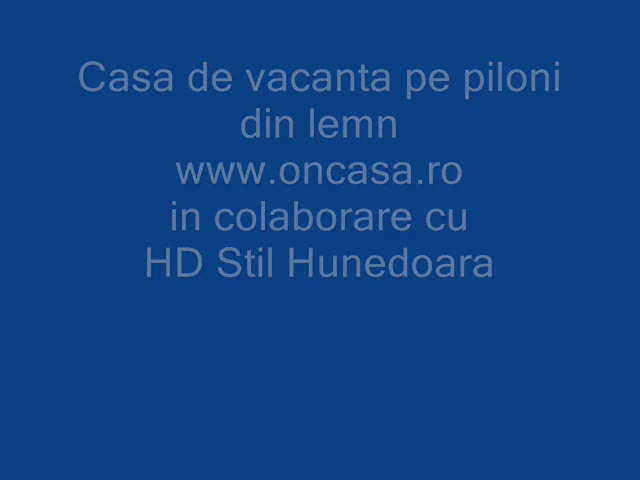 Casa de vacanta pe piloni
din lemn
www.oncasa.ro
in colaborare cu
HD Stil Hunedoara